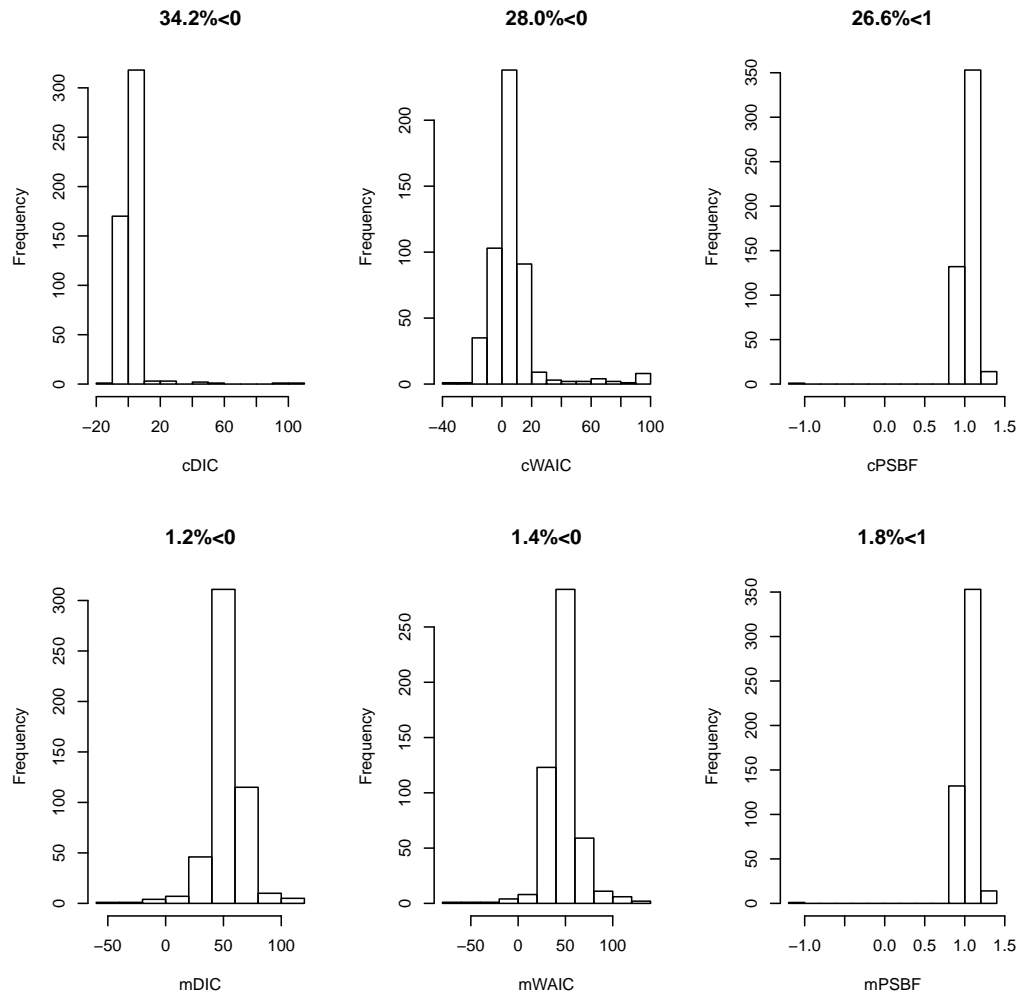 34.2%<0
28.0%<0
26.6%<1
Frequency
0 50 100 150 200 250 300
−20 20 60 100
cDIC
Frequency
0 50 100 150 200
−40 0 20 60 100
cWAIC
Frequency
0 50 100 150 200 250 300 350
−1.0 0.0 0.5 1.0 1.5
cPSBF
1.2%<0
1.4%<0
1.8%<1
Frequency
0 50 100 150 200 250 300
−50 0 50 100
mDIC
Frequency
0 50 100 150 200 250
−50 0 50 100
mWAIC
Frequency
0 50 100 150 200 250 300 350
−1.0 0.0 0.5 1.0 1.5
mPSBF